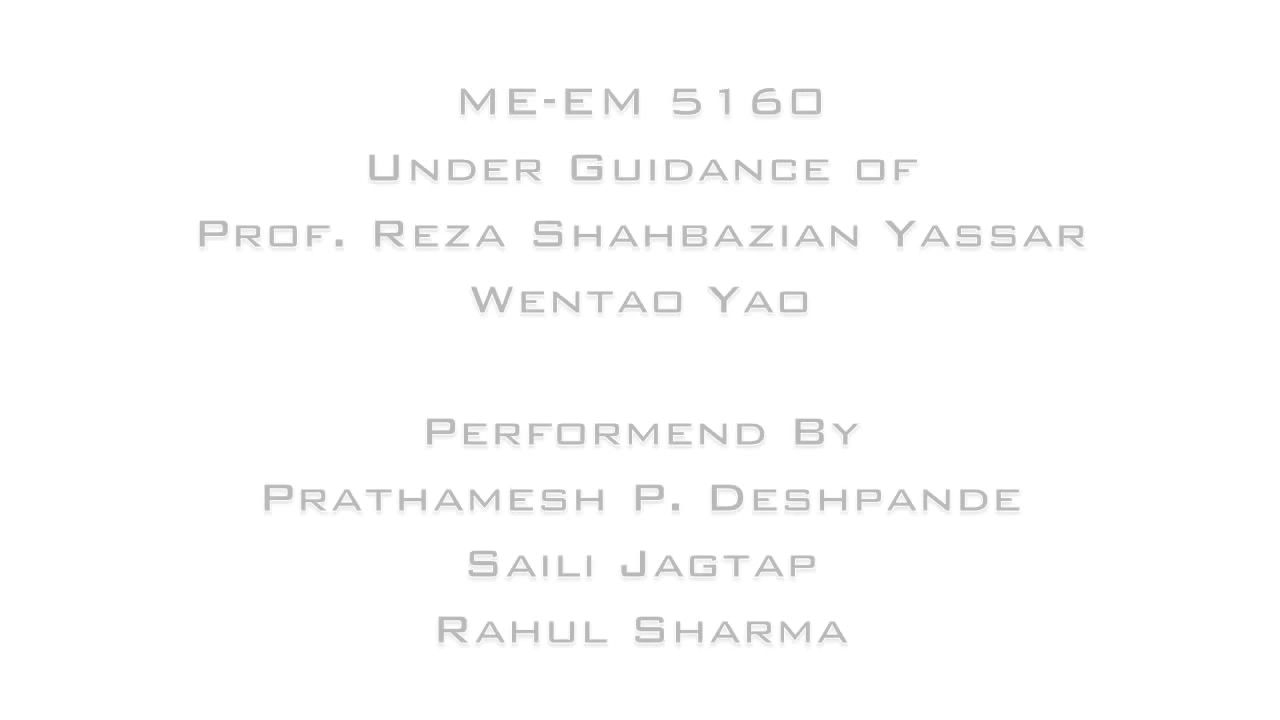 ME-EM 5160
Under Guidance of
Prof. Reza Shahbazian Yassar
Wentao Yao
Performend By
Prathamesh P. Deshpande
Saili Jagtap
Rahul Sharma